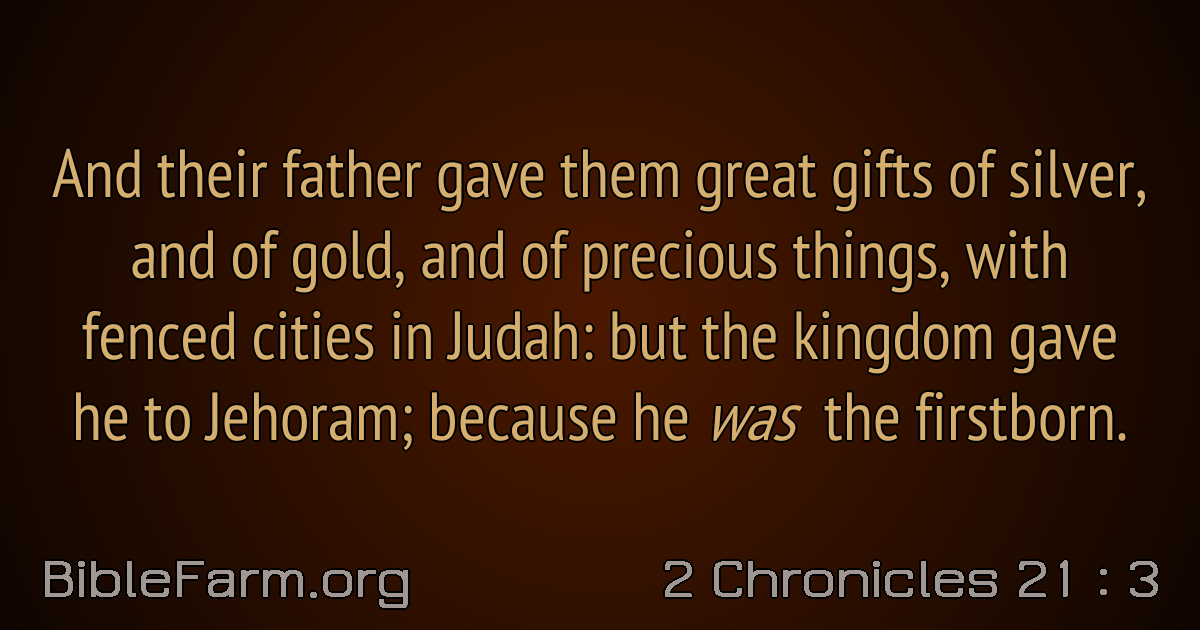 And their father gave them great gifts of silver,
and of gold, and of precious things, with
fenced cities in Judah: but the kingdom gave
he to Jehoram; because he was the firstborn.
BibleFarm.org
2 Chronicles 21 : 3